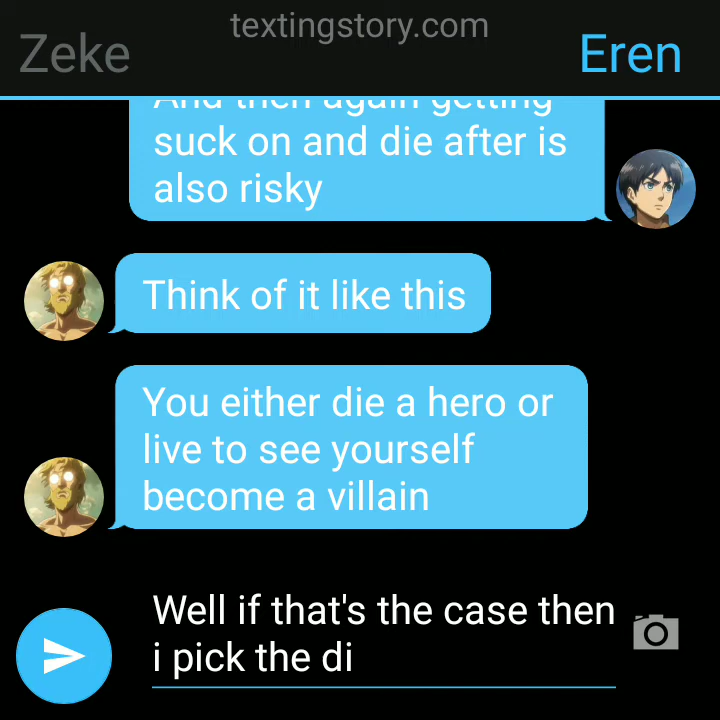 textingstory.com
Zeke
Eren
And then again getting
suck on and die after is
also risky
Think of it like this
You either die a hero or
live to see yourself
become a villain
Well if that's the case then
i pick the di